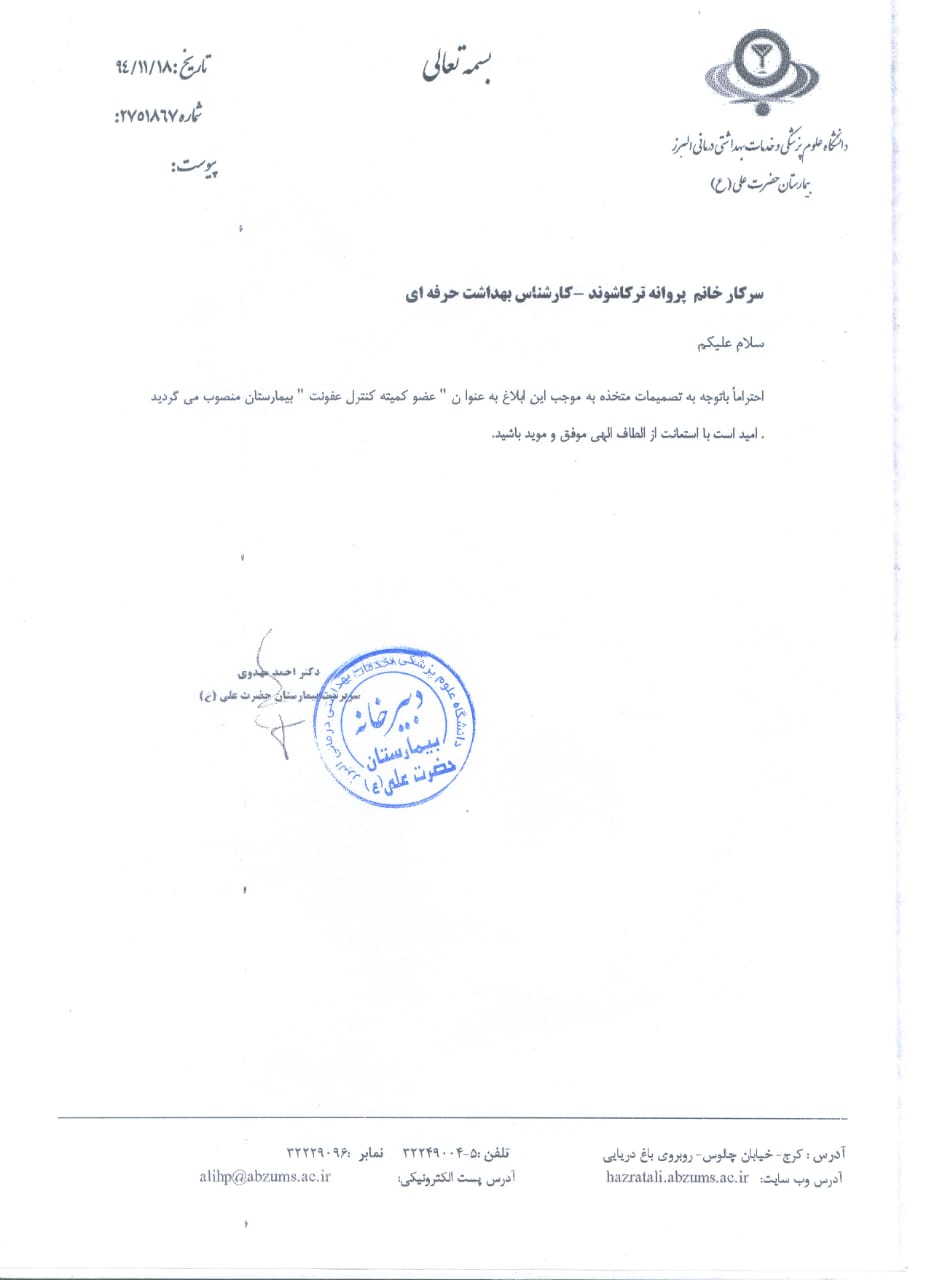 بسمه تعالی
تاریخ: ۹۴/۱۱/۱۸
شماره ۲۷۵۱۸۶۷:
پیوست:
دانشگاه علوم پزشکی و خدمات بهداشتی درمانی البرز
بیمارستان حضرت علی (ع)
سرکار خانم پروانه ترکاشوند –کارشناس بهداشت حرفه ای
سلام علیکم
احتراماً باتوجه به تصمیمات متخذه به موجب این ابلاغ به عنوا ن " عضو کمیته کنترل عفونت " بیمارستان منصوب می گردید
. امید است با استعانت از الطاف الهی موفق و موید باشید.
دکتر احمد مهدوی
سرپرست بیمارستان حضرت علی (ع)
دانشگاه علوم پزشکی و خدمات بهداشتی درمانی البرز
دبیرخانه
بیمارستان
حضرت علی (ع)
آدرس : کرج- خیابان چالوس- روبروی باغ دریایی تلفن :۵-۳۲۲۴۹۰۰۴ نمابر :۳۲۲۲۹۰۹۶
آدرس وب سایت: hazratali.abzums.ac.ir آدرس پست الکترونیکی: alihp@abzums.ac.ir